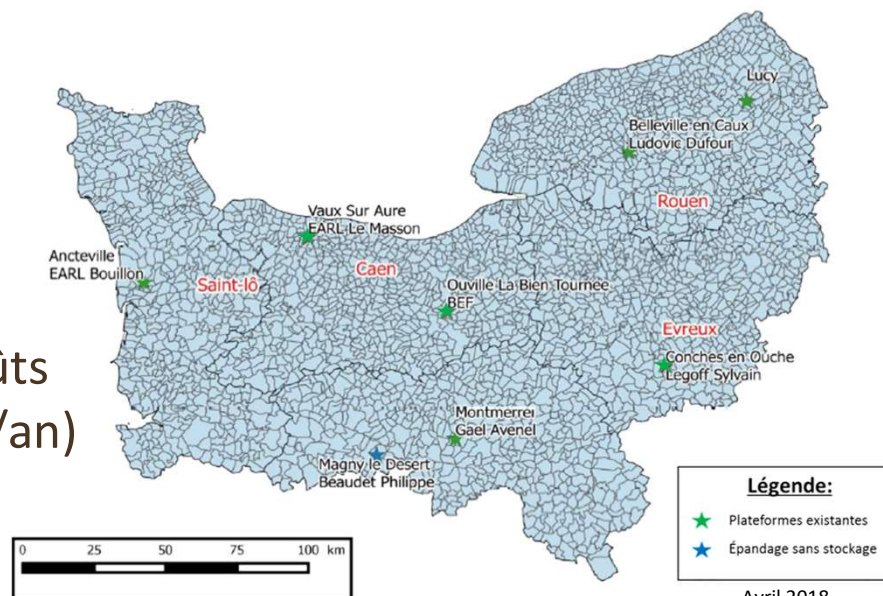 Lucy
Belleville en Caux
Ludovic Dufour
Rouen
Vaux Sur Aure
EARL Le Masson
Ancteville
EARL Bouillon
Saint-lô
Caen
Ouville La Bien Tournée
BEF
Evreux
Conches en Ouche
Legoff Sylvain
ûts
/an)
Montmerrei
Gael Avenel
Magny le Desert
Beaudet Philippe
Légende:
Plateformes existantes
Épandage sans stockage
0 25 50 75 100 km
Avril 2018